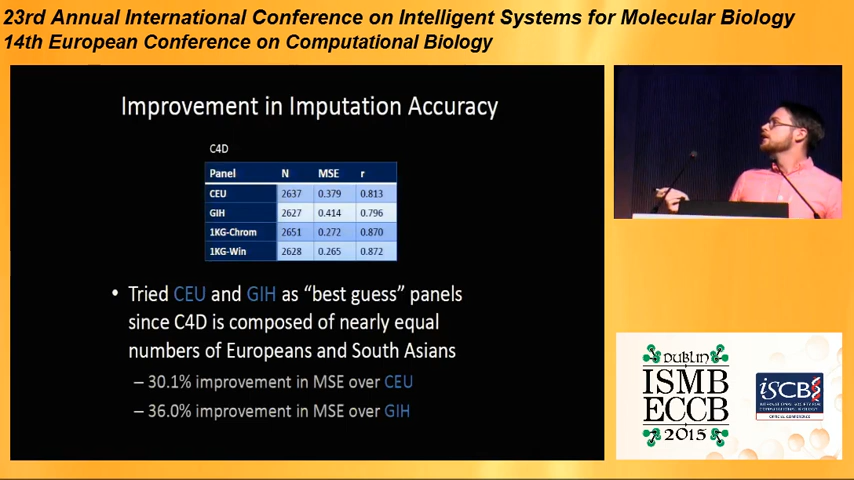 23rd Annual International Conference on Intelligent Systems for Molecular Biology
14th European Conference on Computational Biology
Improvement in Imputation Accuracy
C4D
Panel N MSE r
CEU 2637 0.379 0.813
GIH 2627 0.414 0.796
1KG-Chrom 2651 0.272 0.870
1KG-Win 2628 0.265 0.872
• Tried CEU and GIH as “best guess” panels
since C4D is composed of nearly equal
numbers of Europeans and South Asians
– 30.1% improvement in MSE over CEU
– 36.0% improvement in MSE over GIH
DUBLIN
ISMB
ECCB
2015
iSCB
OFFICIAL CONFERENCE